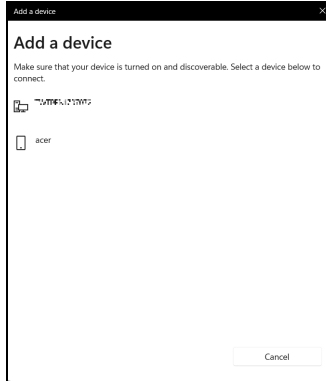 Add a device
Add a device
Make sure that your device is turned on and discoverable. Select a device below to
connect.
acer
Cancel